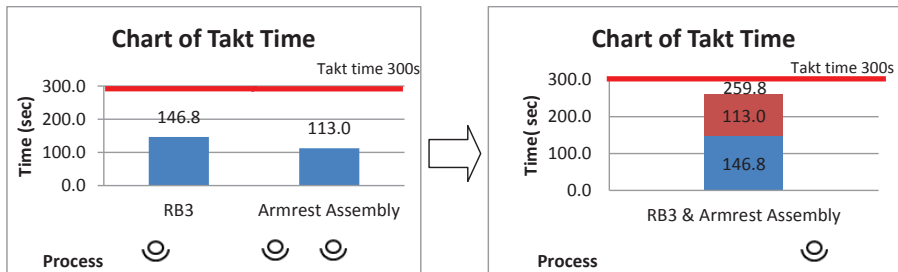 Chart of Takt Time
Takt time 300s
Time (sec)
300.0
200.0
100.0
0.0
146.8
113.0
RB3 Armrest Assembly
Process
Chart of Takt Time
Takt time 300s
Time( sec)
300.0
200.0
100.0
0.0
259.8
113.0
146.8
RB3 & Armrest Assembly
Process